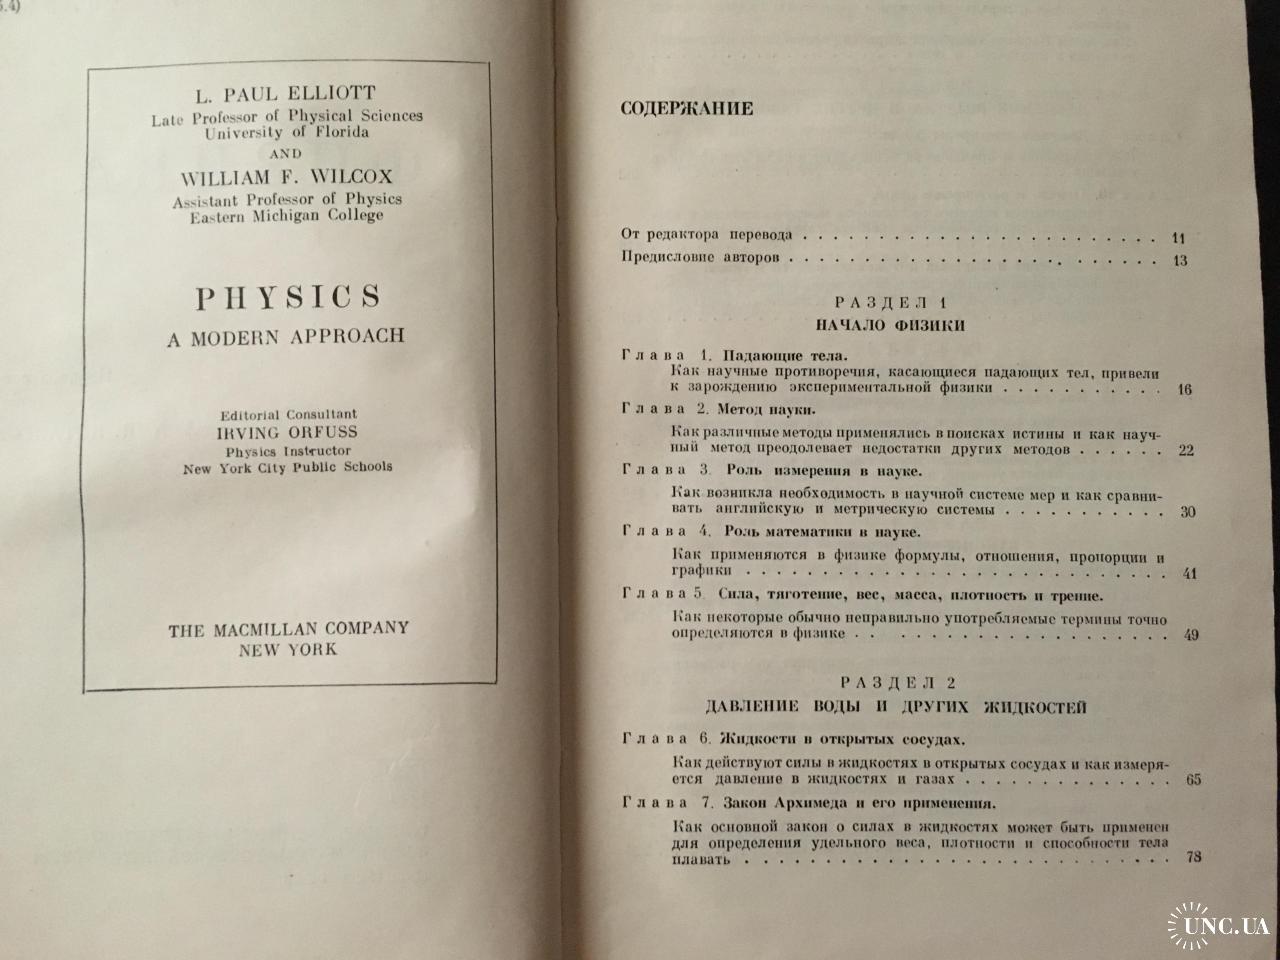 5.4)
L. PAUL ELLIOTT
Late Professor of Physical Sciences
University of Florida
AND
WILLIAM F. WILCOX
Assistant Professor of Physics
Eastern Michigan College
PHYSICS
A MODERN APPROACH
Editorial Consultant
IRVING ORFUSS
Physics Instructor
New York City Public Schools
THE MACMILLAN COMPANY
NEW YORK
СОДЕРЖАНИЕ
От редактора перевода . . . . . . . . . . . . . . . . . . . . . . . . 11
Предисловие авторов . . . . . . . . . . . . . . . . . . . . . . . . . 13
РАЗДЕЛ 1
НАЧАЛО ФИЗИКИ
Глава 1. Падающие тела.
Как научные противоречия, касающиеся падающих тел, привели
к зарождению экспериментальной физики . . . . . . . . . . . 16
Глава 2. Метод науки.
Как различные методы применялись в поисках истины и как науч-
ный метод преодолевает недостатки других методов . . . . . . 22
Глава 3. Роль измерения в науке.
Как возникла необходимость в научной системе мер и как сравни-
вать английскую и метрическую системы . . . . . . . . . . . 30
Глава 4. Роль математики в науке.
Как применяются в физике формулы, отношения, пропорции и
графики . . . . . . . . . . . . . . . . . . . . . . . . . . . . 41
Глава 5. Сила, тяготение, вес, масса, плотность и трение.
Как некоторые обычно неправильно употребляемые термины точно
определяются в физике . . . . . . . . . . . . . . . . . . . . 49
РАЗДЕЛ 2
ДАВЛЕНИЕ ВОДЫ И ДРУГИХ ЖИДКОСТЕЙ
Глава 6. Жидкости в открытых сосудах.
Как действуют силы в жидкостях в открытых сосудах и как измеря-
ется давление в жидкостях и газах . . . . . . . . . . . . . . 65
Глава 7. Закон Архимеда и его применения.
Как основной закон о силах в жидкостях может быть применен
для определения удельного веса, плотности и способности тела
плавать . . . . . . . . . . . . . . . . . . . . . . . . . . . . 78
UNC.UA